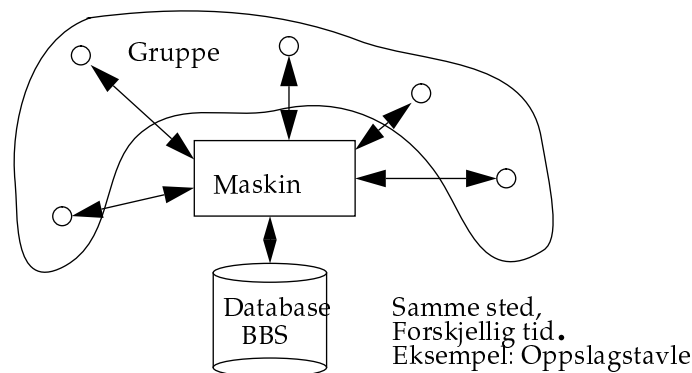 Gruppe
Maskin
Database
BBS
Samme sted,
Forskjellig tid.
Eksempel: Oppslagstavle